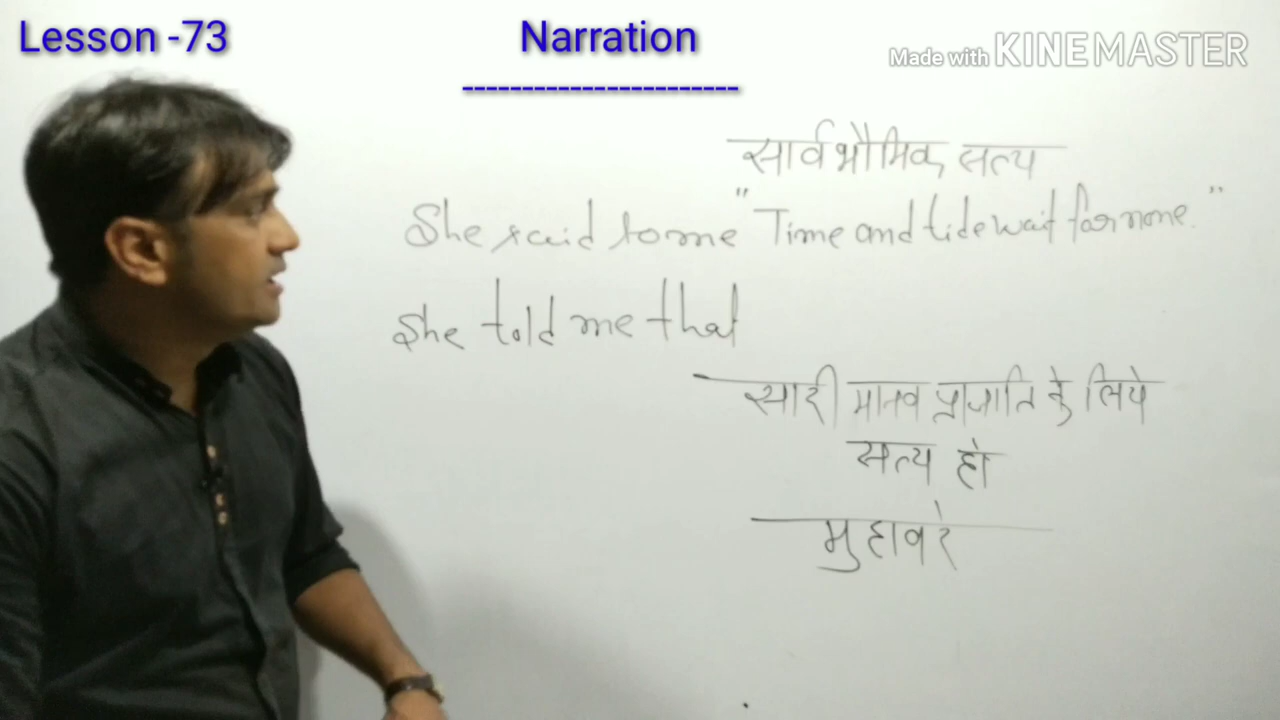 Lesson -73
Narration
Made with KINEMASTER
------------------------
सार्वभौमिक सत्य
She said to me "Time and tide wait for none."
She told me that
सारी मानव प्रजाति के लिये
सत्य हो
मुहावरे